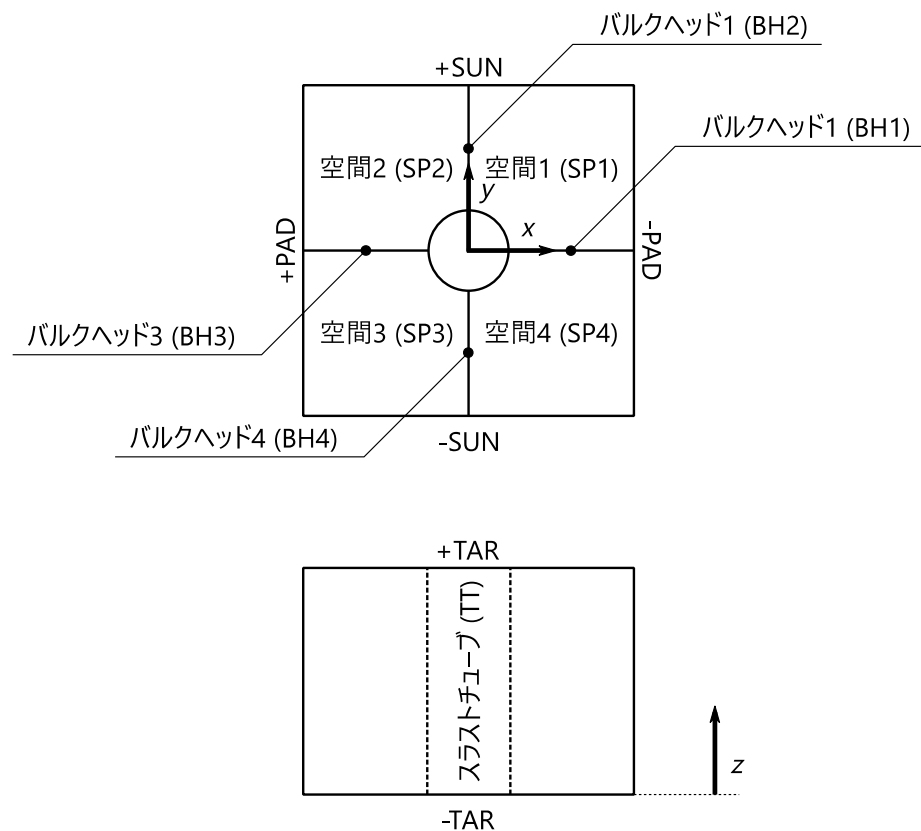 バルクヘッド1 (BH2)
+SUN
バルクヘッド1 (BH1)
空間2 (SP2)
空間1 (SP1)
y
x
+PAD
-PAD
バルクヘッド3 (BH3)
空間3 (SP3)
空間4 (SP4)
バルクヘッド4 (BH4)
-SUN
+TAR
スラストチューブ (TT)
z
-TAR